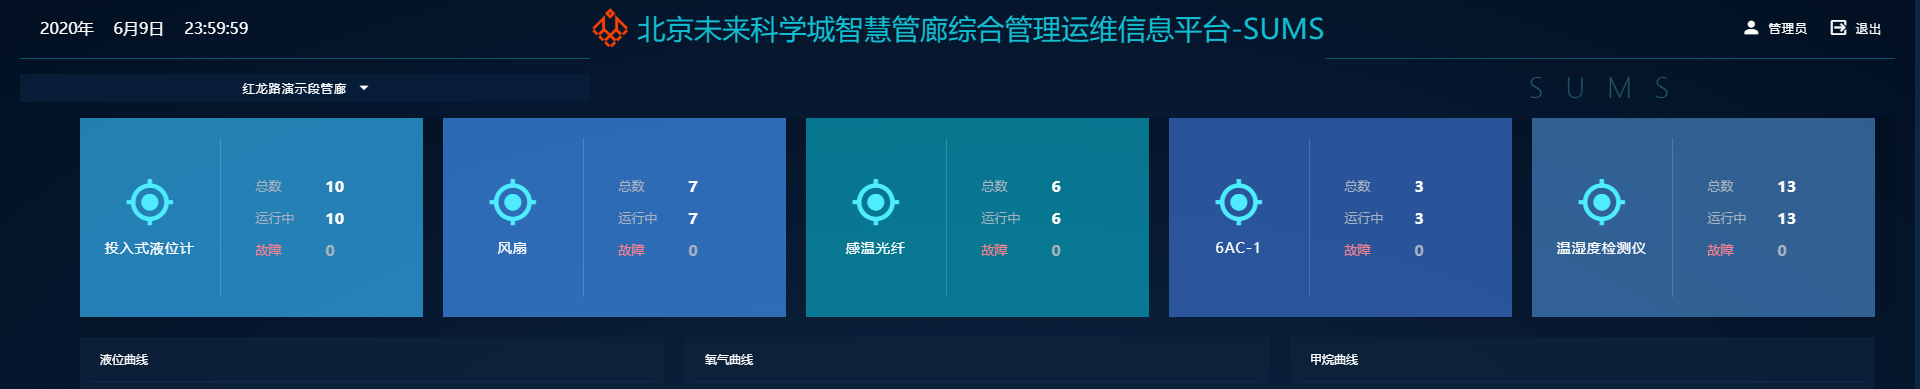 2020年 6月9日 23:59:59
北京未来科学城智慧管廊综合管理运维信息平台-SUMS
管理员 退出
红龙路演示段管廊
SUMS
投入式液位计
总数 10
运行中 10
故障 0
风扇
总数 7
运行中 7
故障 0
感温光纤
总数 6
运行中 6
故障 0
6AC-1
总数 3
运行中 3
故障 0
温湿度检测仪
总数 13
运行中 13
故障 0
液位曲线
氧气曲线
甲烷曲线